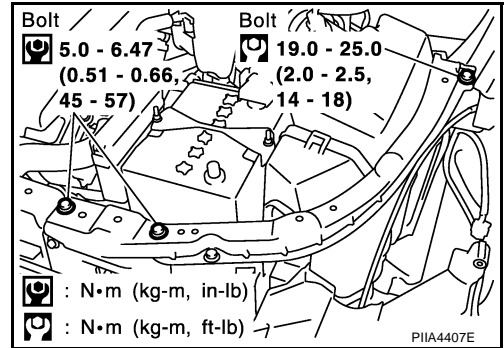 Bolt
5.0 - 6.47
(0.51 - 0.66,
45 - 57)
Bolt
19.0 - 25.0
(2.0 - 2.5,
14 - 18)
: N•m (kg-m, in-lb)
: N•m (kg-m, ft-lb)
PIIA4407E